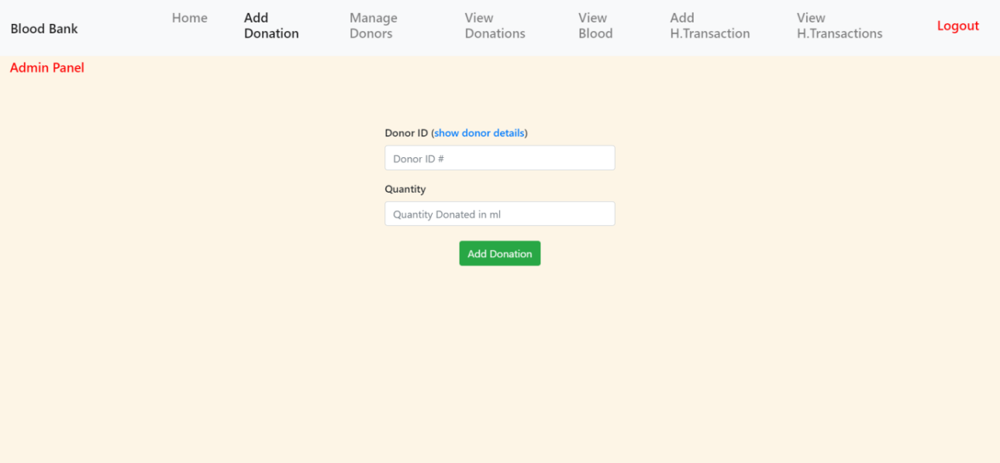 Blood Bank
Home
Add
Donation
Manage
Donors
View
Donations
View
Blood
Add
H.Transaction
View
H.Transactions
Logout
Admin Panel
Donor ID (show donor details)
Donor ID #
Quantity
Quantity Donated in ml
Add Donation